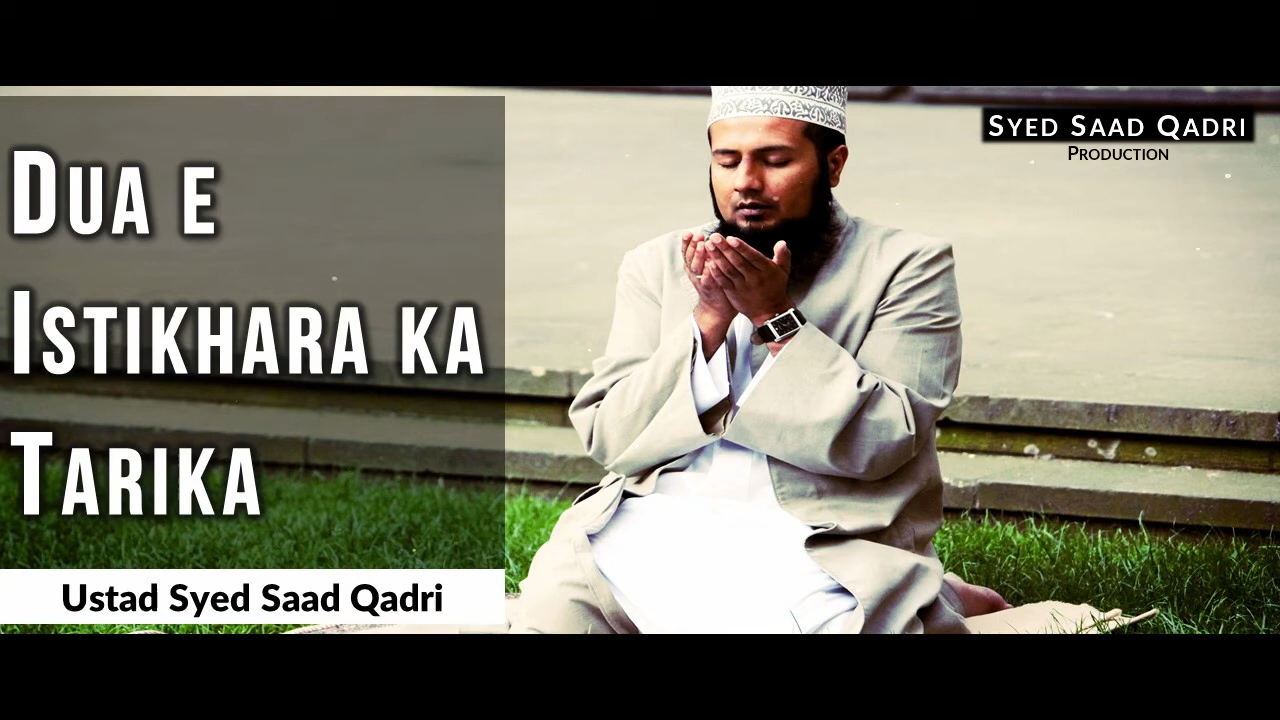 Dua e
Istikhara ka
Tarika
Ustad Syed Saad Qadri
Syed Saad Qadri
Production